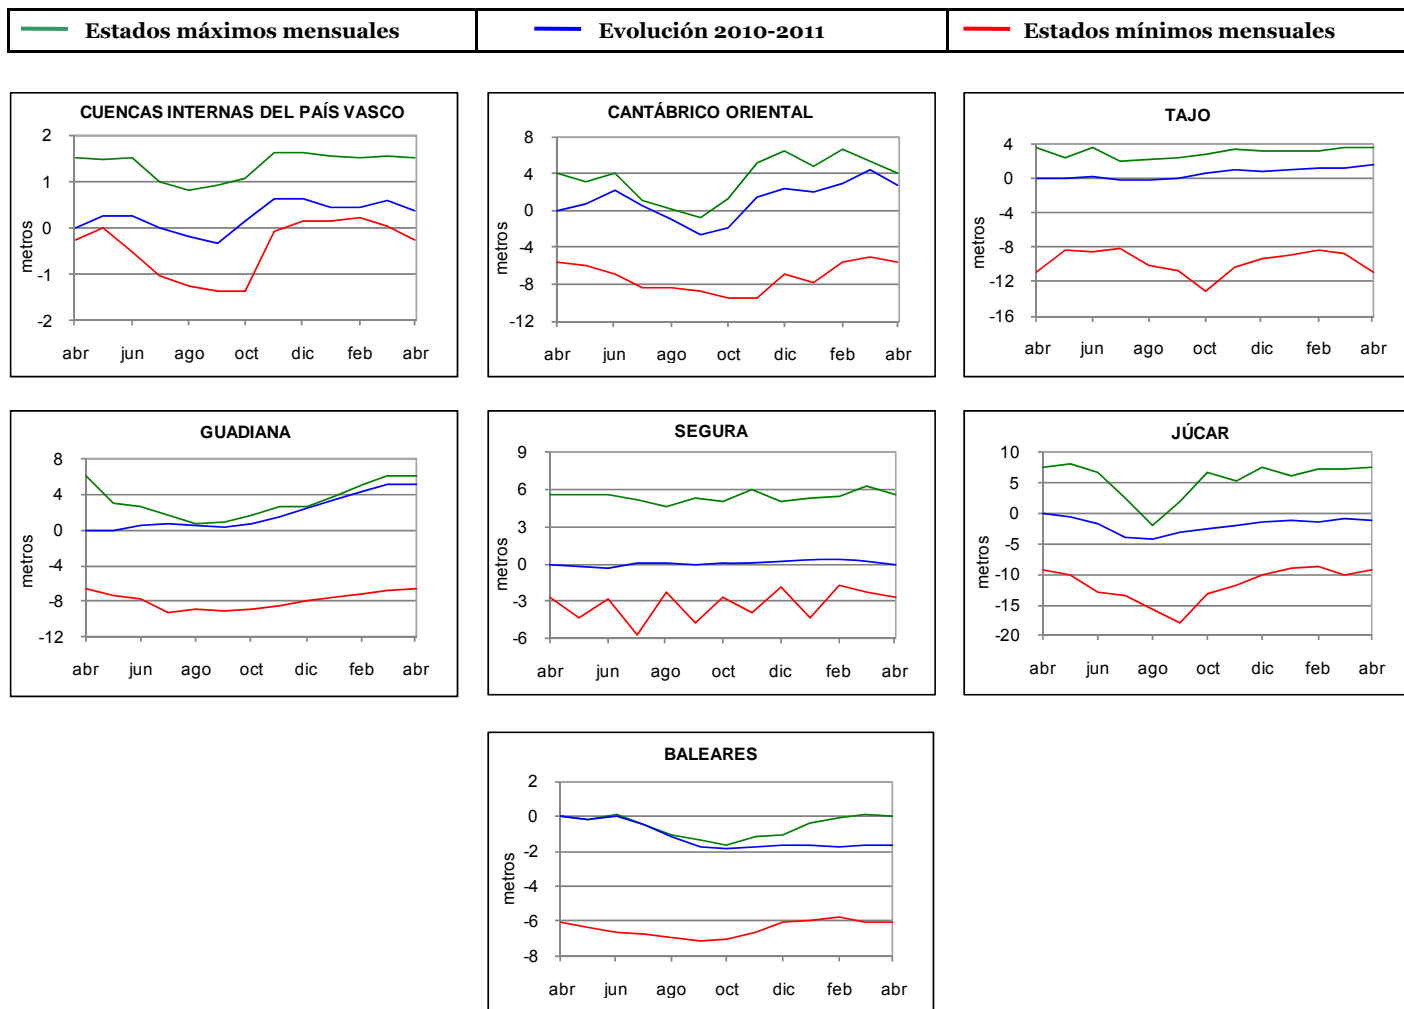 Estados máximos mensuales Evolución 2010-2011 Estados mínimos mensuales
CUENCAS INTERNAS DEL PAÍS VASCO
2
1
0
-1
-2
metros
abr jun ago oct dic feb abr
CANTÁBRICO ORIENTAL
8
4
0
-4
-8
-12
metros
abr jun ago oct dic feb abr
TAJO
4
0
-4
-8
-12
-16
metros
abr jun ago oct dic feb abr
GUADIANA
8
4
0
-4
-8
-12
metros
abr jun ago oct dic feb abr
SEGURA
9
6
3
0
-3
-6
metros
abr jun ago oct dic feb abr
JÚCAR
10
5
0
-5
-10
-15
-20
metros
abr jun ago oct dic feb abr
BALEARES
2
0
-2
-4
-6
-8
metros
abr jun ago oct dic feb abr